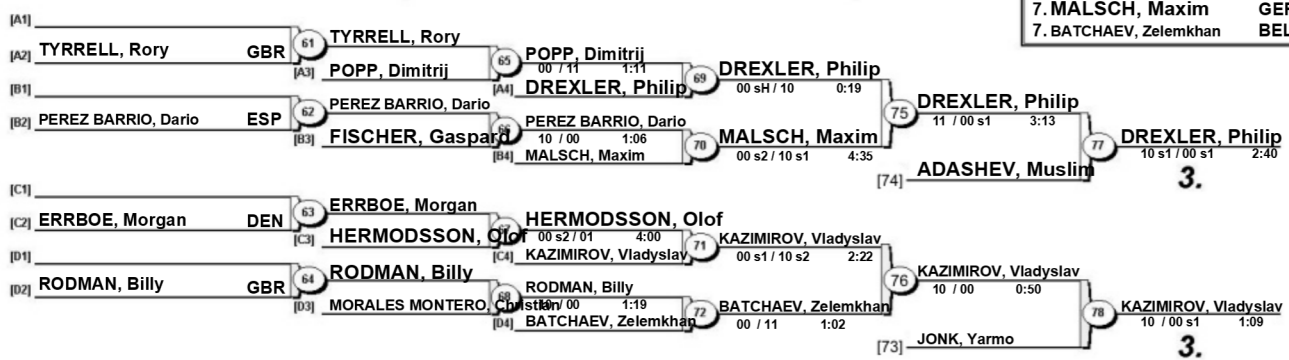 7. MALSCH, Maxim GER
7. BATCHAEV, Zelemkhan BEL
[A1]
[A2] TYRRELL, Rory GBR
61
TYRRELL, Rory
[A3] POPP, Dimitrij
65
POPP, Dimitrij
00 / 11 1:11
[A4] DREXLER, Philip
69
DREXLER, Philip
00 sH / 10 0:19
[B1]
[B2] PEREZ BARRIO, Dario ESP
62
PEREZ BARRIO, Dario
[B3] FISCHER, Gaspard
66
PEREZ BARRIO, Dario
10 / 00 1:06
[B4] MALSCH, Maxim
70
MALSCH, Maxim
00 s2 / 10 s1 4:35
75
DREXLER, Philip
11 / 00 s1 3:13
[74] ADASHEV, Muslim
77
DREXLER, Philip
10 s1 / 00 s1 2:40
3.
[C1]
[C2] ERRBOE, Morgan DEN
63
ERRBOE, Morgan
[C3] HERMODSSON, Olof
67
HERMODSSON, Olof
00 s2 / 01 4:00
[C4] KAZIMIROV, Vladyslav
71
KAZIMIROV, Vladyslav
00 s1 / 10 s2 2:22
[D1]
[D2] RODMAN, Billy GBR
64
RODMAN, Billy
[D3] MORALES MONTERO, Christian
68
RODMAN, Billy
10 / 00 1:19
[D4] BATCHAEV, Zelemkhan
72
BATCHAEV, Zelemkhan
00 / 11 1:02
76
KAZIMIROV, Vladyslav
10 / 00 0:50
[73] JONK, Yarmo
78
KAZIMIROV, Vladyslav
10 / 00 s1 1:09
3.